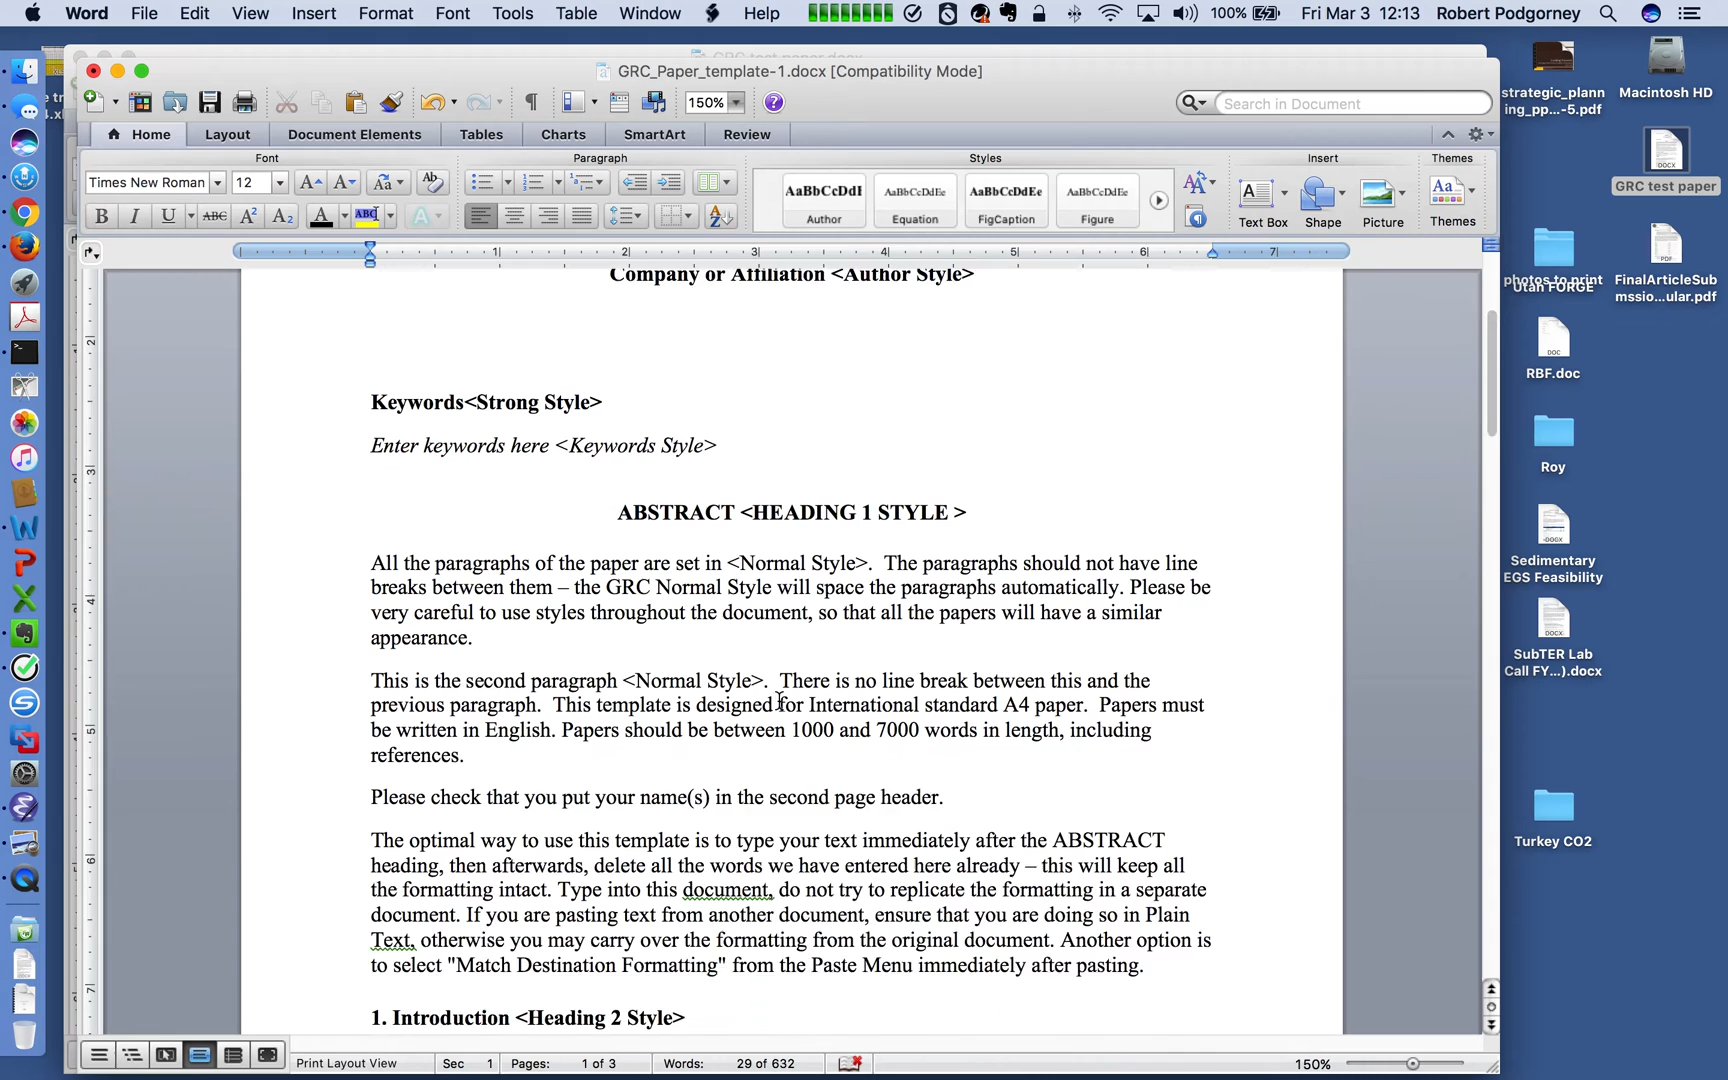 Word File Edit View Insert Format Font Tools Table Window Help 100% Fri Mar 3 12:13 Robert Podgorney
GRC test paper.docx
GRC_Paper_template-1.docx [Compatibility Mode]
150% Search in Document
Home Layout Document Elements Tables Charts SmartArt Review
Font Paragraph Styles Insert Themes
Times New Roman 12
AaBbCcDdI AaBbCcDdEe AaBbCcDdEe AaBbCcDdEe
Author Equation FigCaption Figure
Text Box Shape Picture Themes
1 2 3 4 5 6 7
Company or Affiliation <Author Style>
Keywords<Strong Style>
Enter keywords here <Keywords Style>
ABSTRACT <HEADING 1 STYLE >
All the paragraphs of the paper are set in <Normal Style>.  The paragraphs should not have line
breaks between them – the GRC Normal Style will space the paragraphs automatically. Please be
very careful to use styles throughout the document, so that all the papers will have a similar
appearance.
This is the second paragraph <Normal Style>.  There is no line break between this and the
previous paragraph.  This template is designed for International standard A4 paper.  Papers must
be written in English. Papers should be between 1000 and 7000 words in length, including
references.
Please check that you put your name(s) in the second page header.
The optimal way to use this template is to type your text immediately after the ABSTRACT
heading, then afterwards, delete all the words we have entered here already – this will keep all
the formatting intact. Type into this document, do not try to replicate the formatting in a separate
document. If you are pasting text from another document, ensure that you are doing so in Plain
Text, otherwise you may carry over the formatting from the original document. Another option is
to select "Match Destination Formatting" from the Paste Menu immediately after pasting.
1. Introduction <Heading 2 Style>
Print Layout View Sec 1 Pages: 1 of 3 Words: 29 of 632 150%
strategic_plann
ing_pp...-5.pdf
Macintosh HD
GRC test paper
photos to print
Utah FORGE
FinalArticleSub
mssio...ular.pdf
RBF.doc
Roy
Sedimentary
EGS Feasibility
SubTER Lab
Call FY...).docx
Turkey CO2